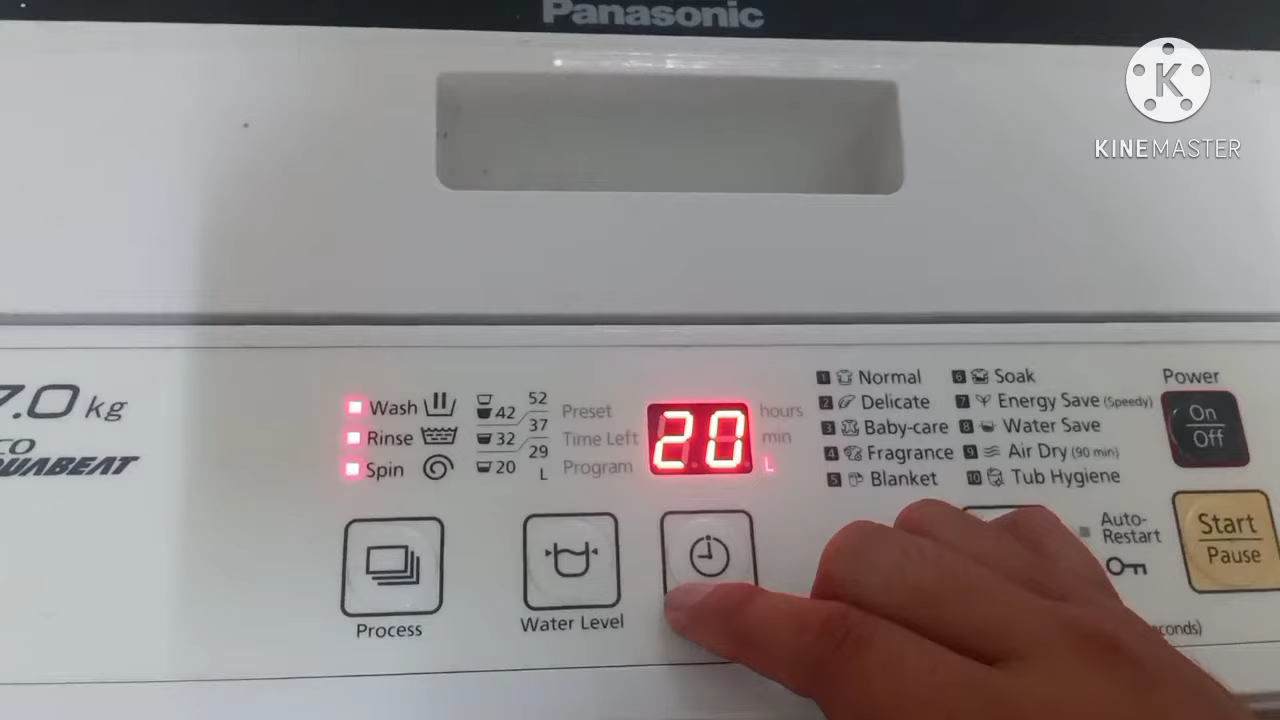 Panasonic
KINEMASTER
7.0 kg
Wash
Rinse
Spin
52
42
37
32
29
20
L
Preset
Time Left
Program
20
hours
min
L
1 Normal
2 Delicate
3 Baby-care
4 Fragrance
5 Blanket
6 Soak
7 Energy Save (Speedy)
8 Water Save
9 Air Dry (90 min)
10 Tub Hygiene
Power
On
Off
Start
Pause
Auto-
Restart
Process
Water Level